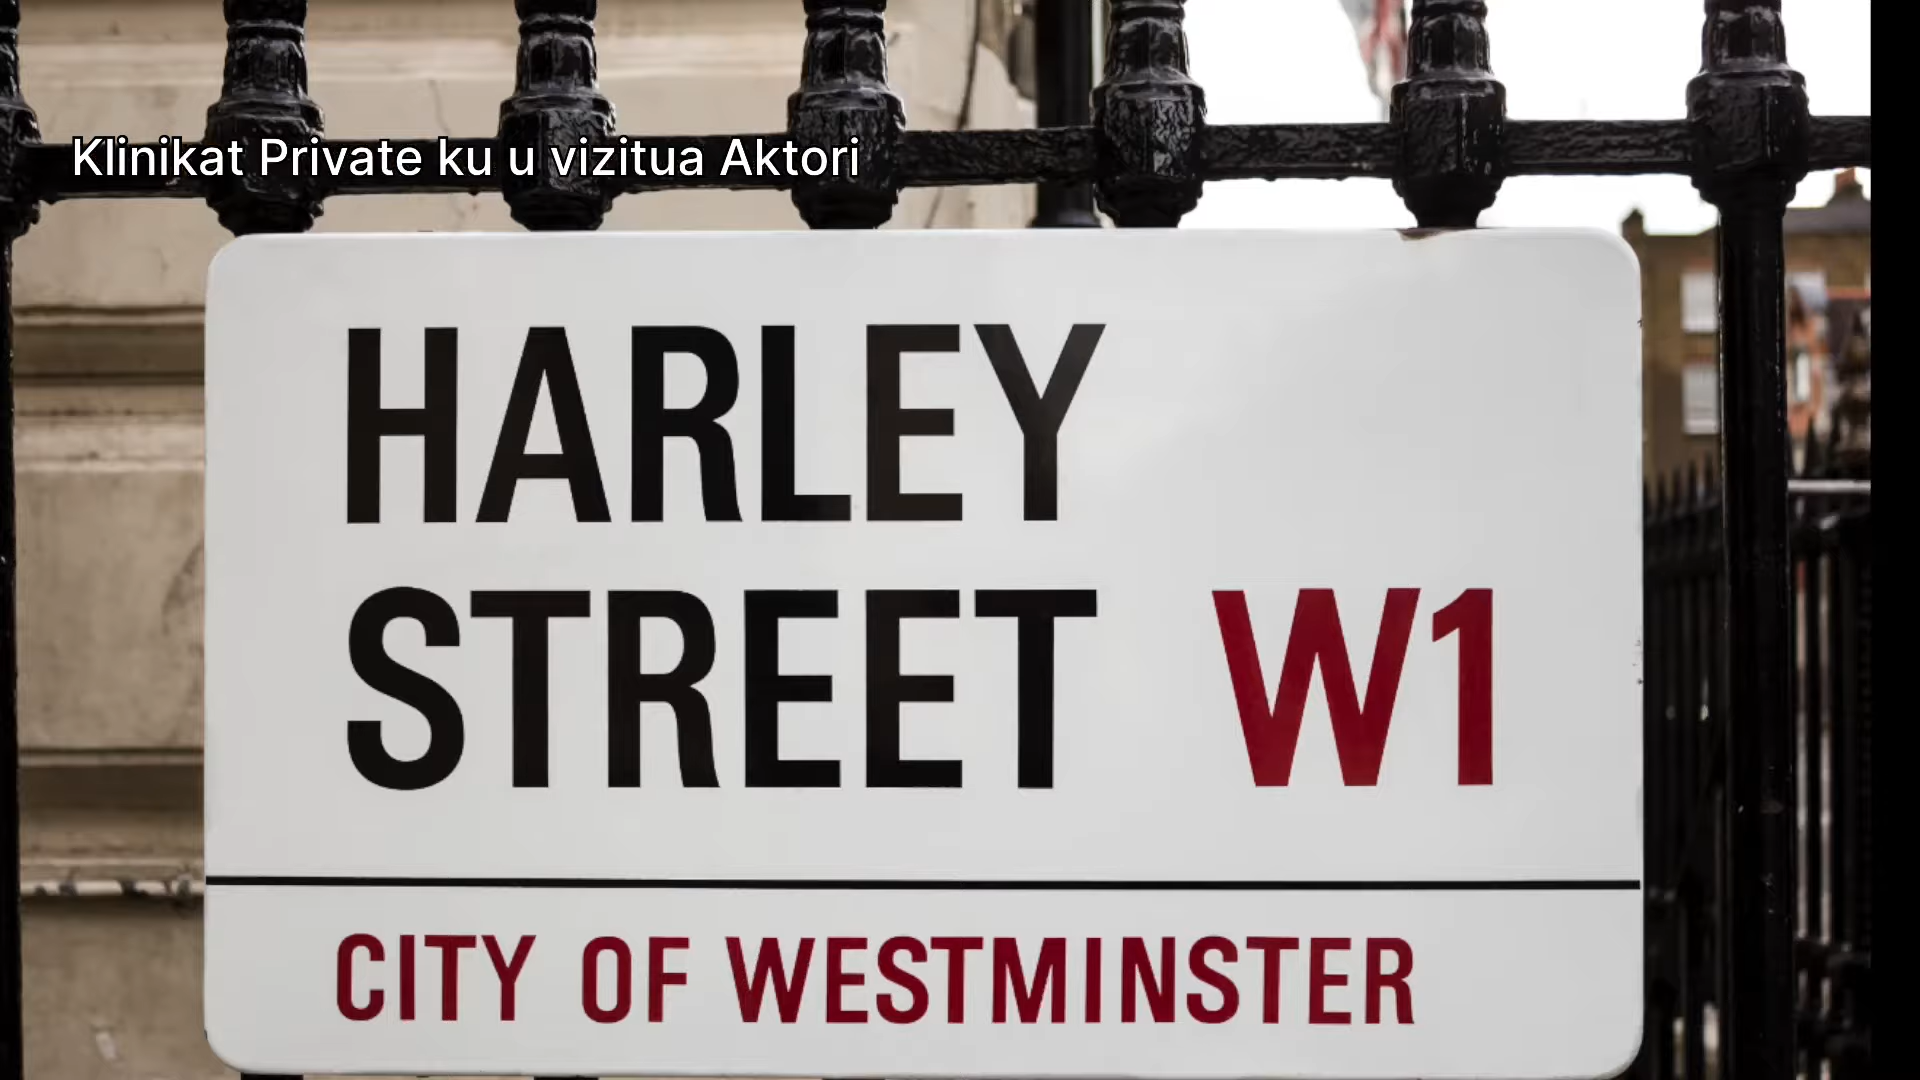 Klinikat Private ku u vizitua Aktori
HARLEY
STREET W1
CITY OF WESTMINSTER